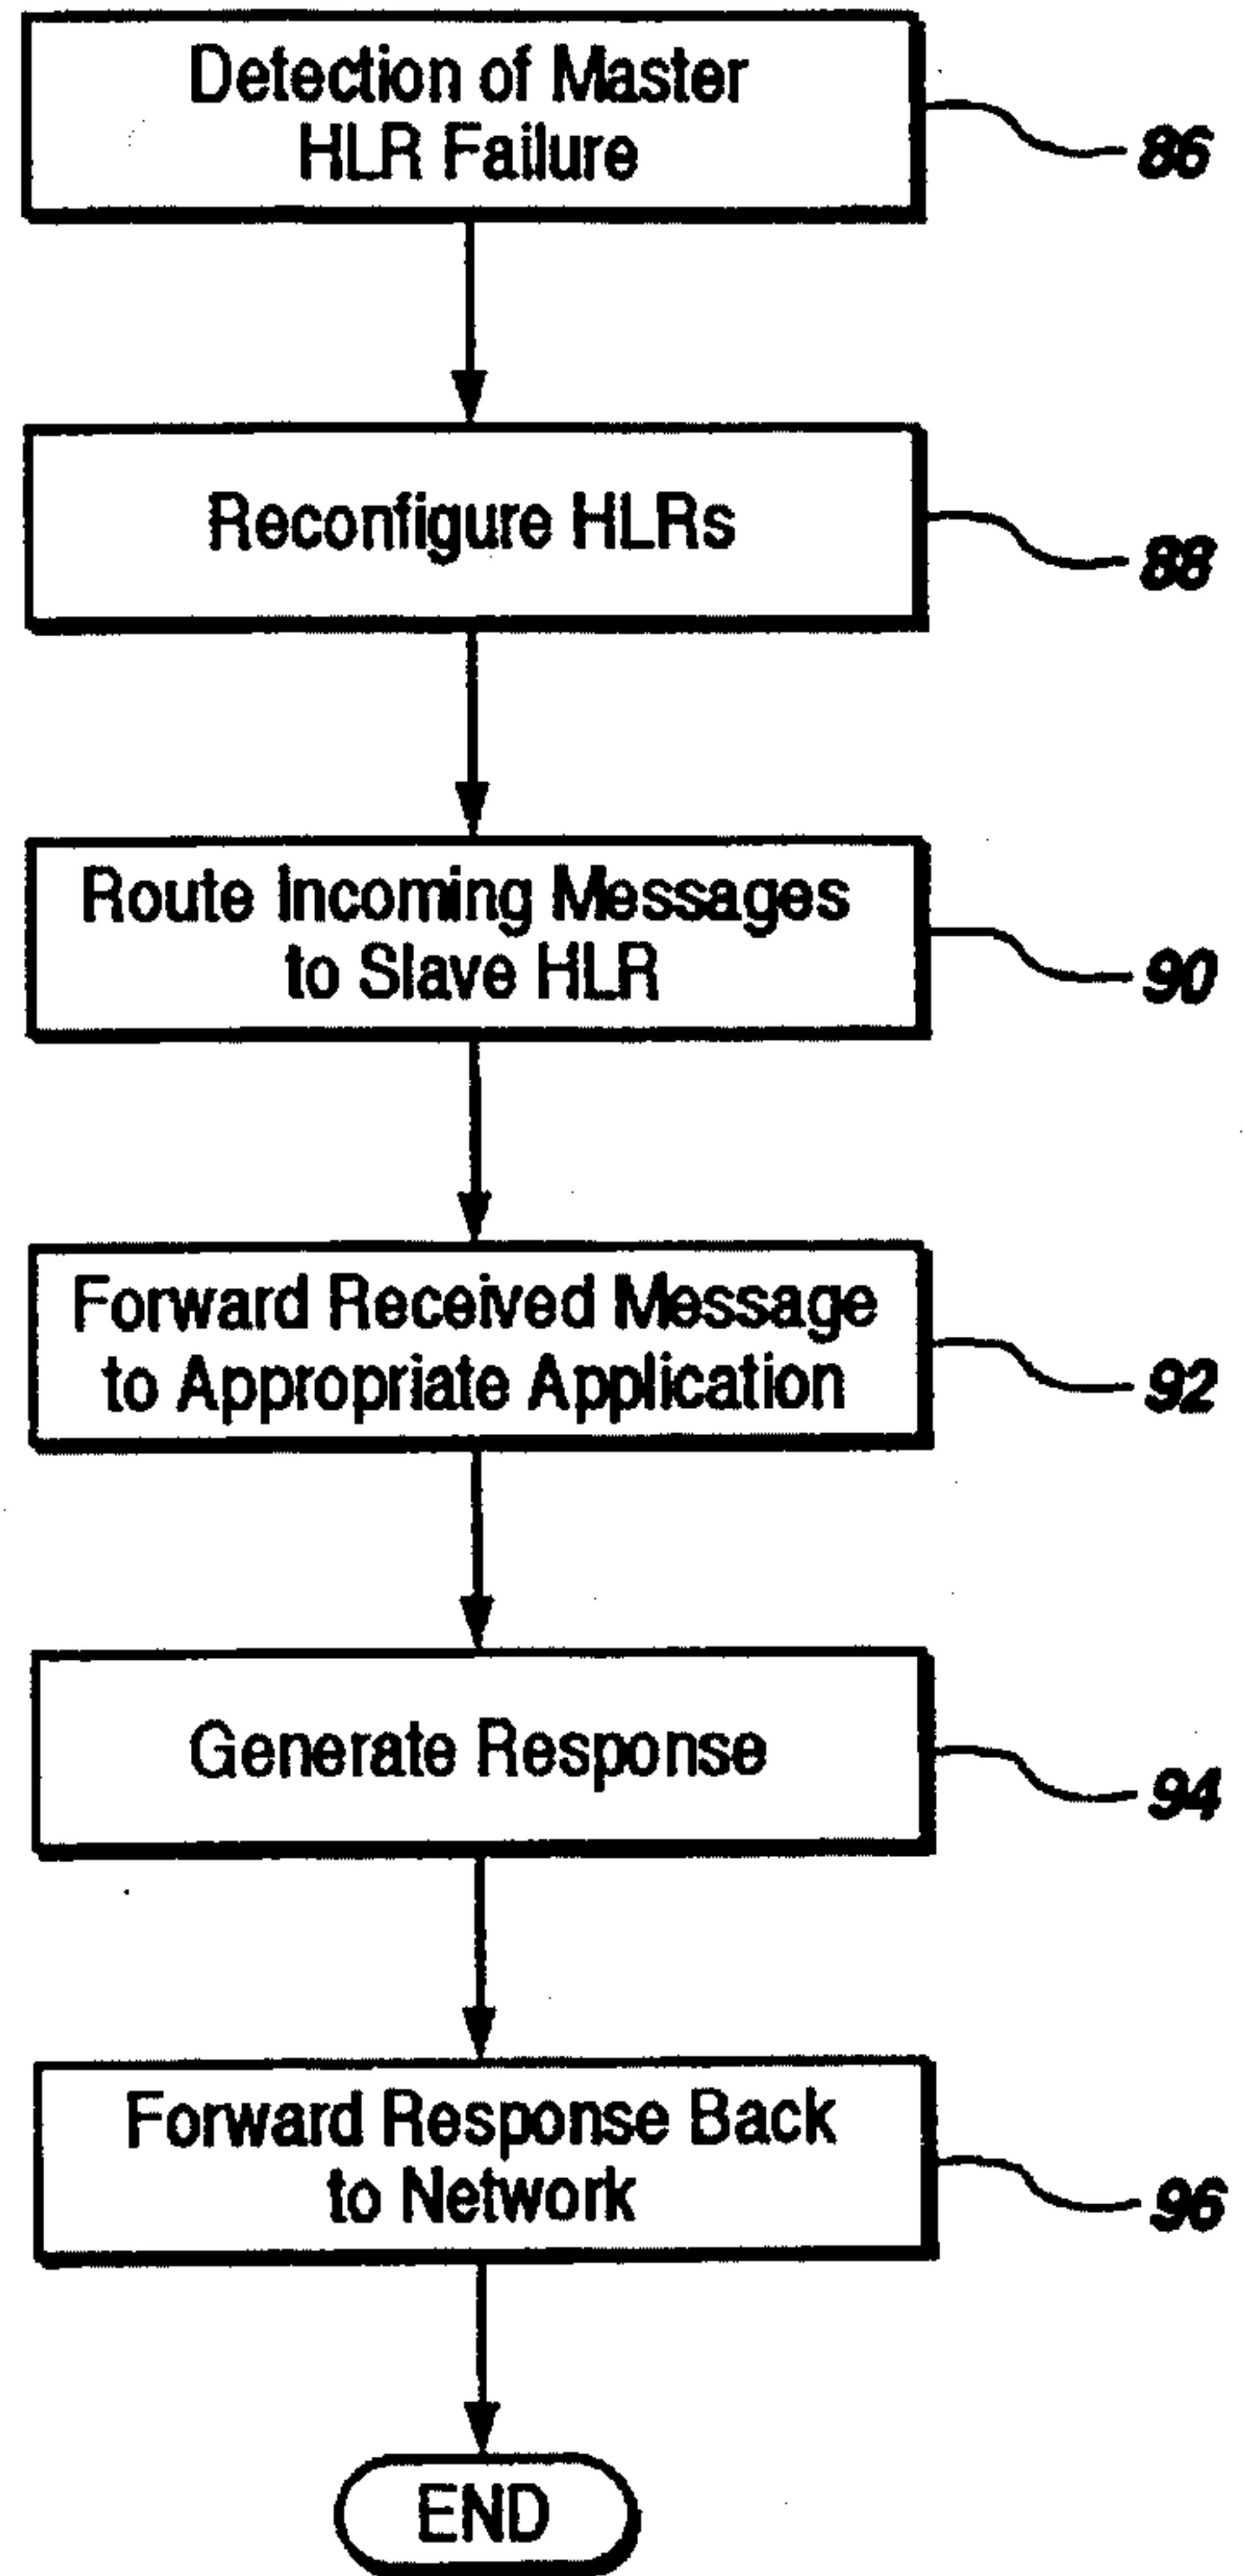 Detection of Master
HLR Failure
86
Reconfigure HLRs
88
Route Incoming Messages
to Slave HLR
90
Forward Received Message
to Appropriate Application
92
Generate Response
94
Forward Response Back
to Network
96
END